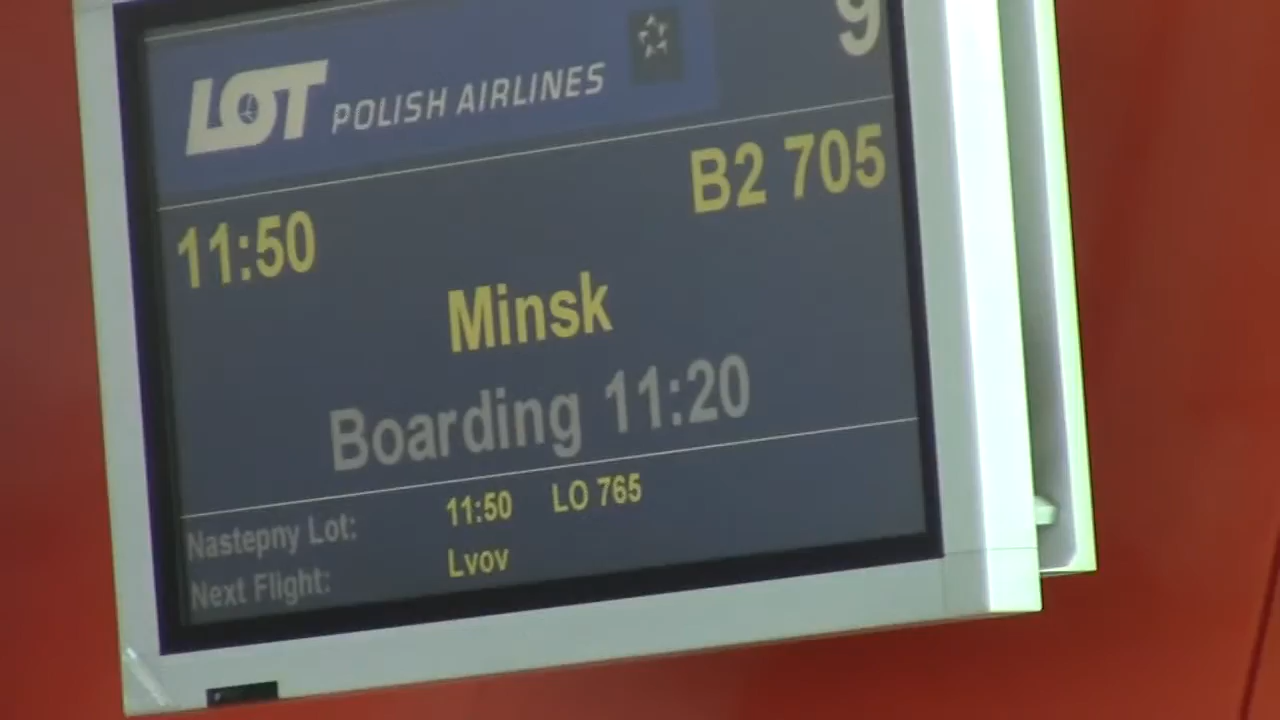 LOT POLISH AIRLINES
9
B2 705
11:50
Minsk
Boarding 11:20
Nastepny Lot: 11:50 LO 765
Next Flight: Lvov